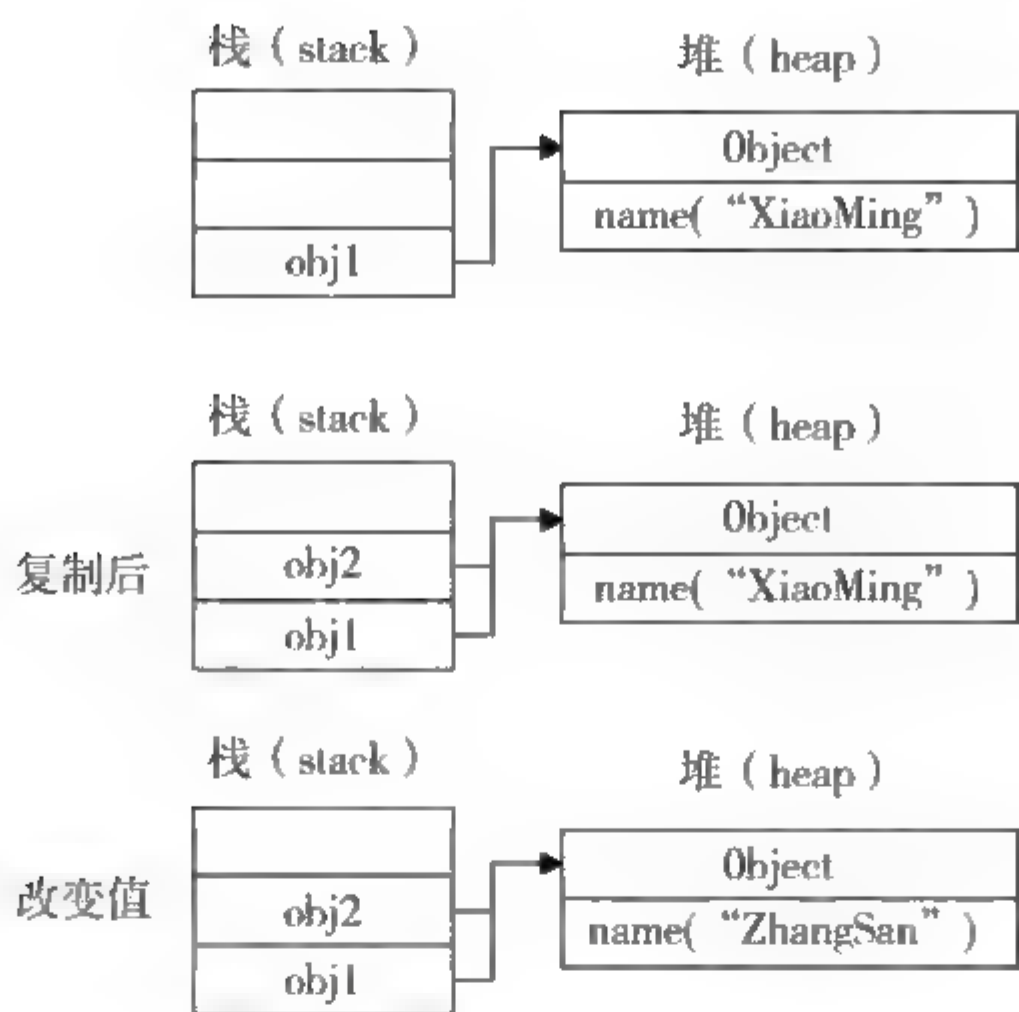 栈（stack）
堆（heap）
Object
name(“XiaoMing”)
obj1
栈（stack）
堆（heap）
Object
复制后
obj2
name(“XiaoMing”)
obj1
栈（stack）
堆（heap）
Object
改变值
obj2
name(“ZhangSan”)
obj1